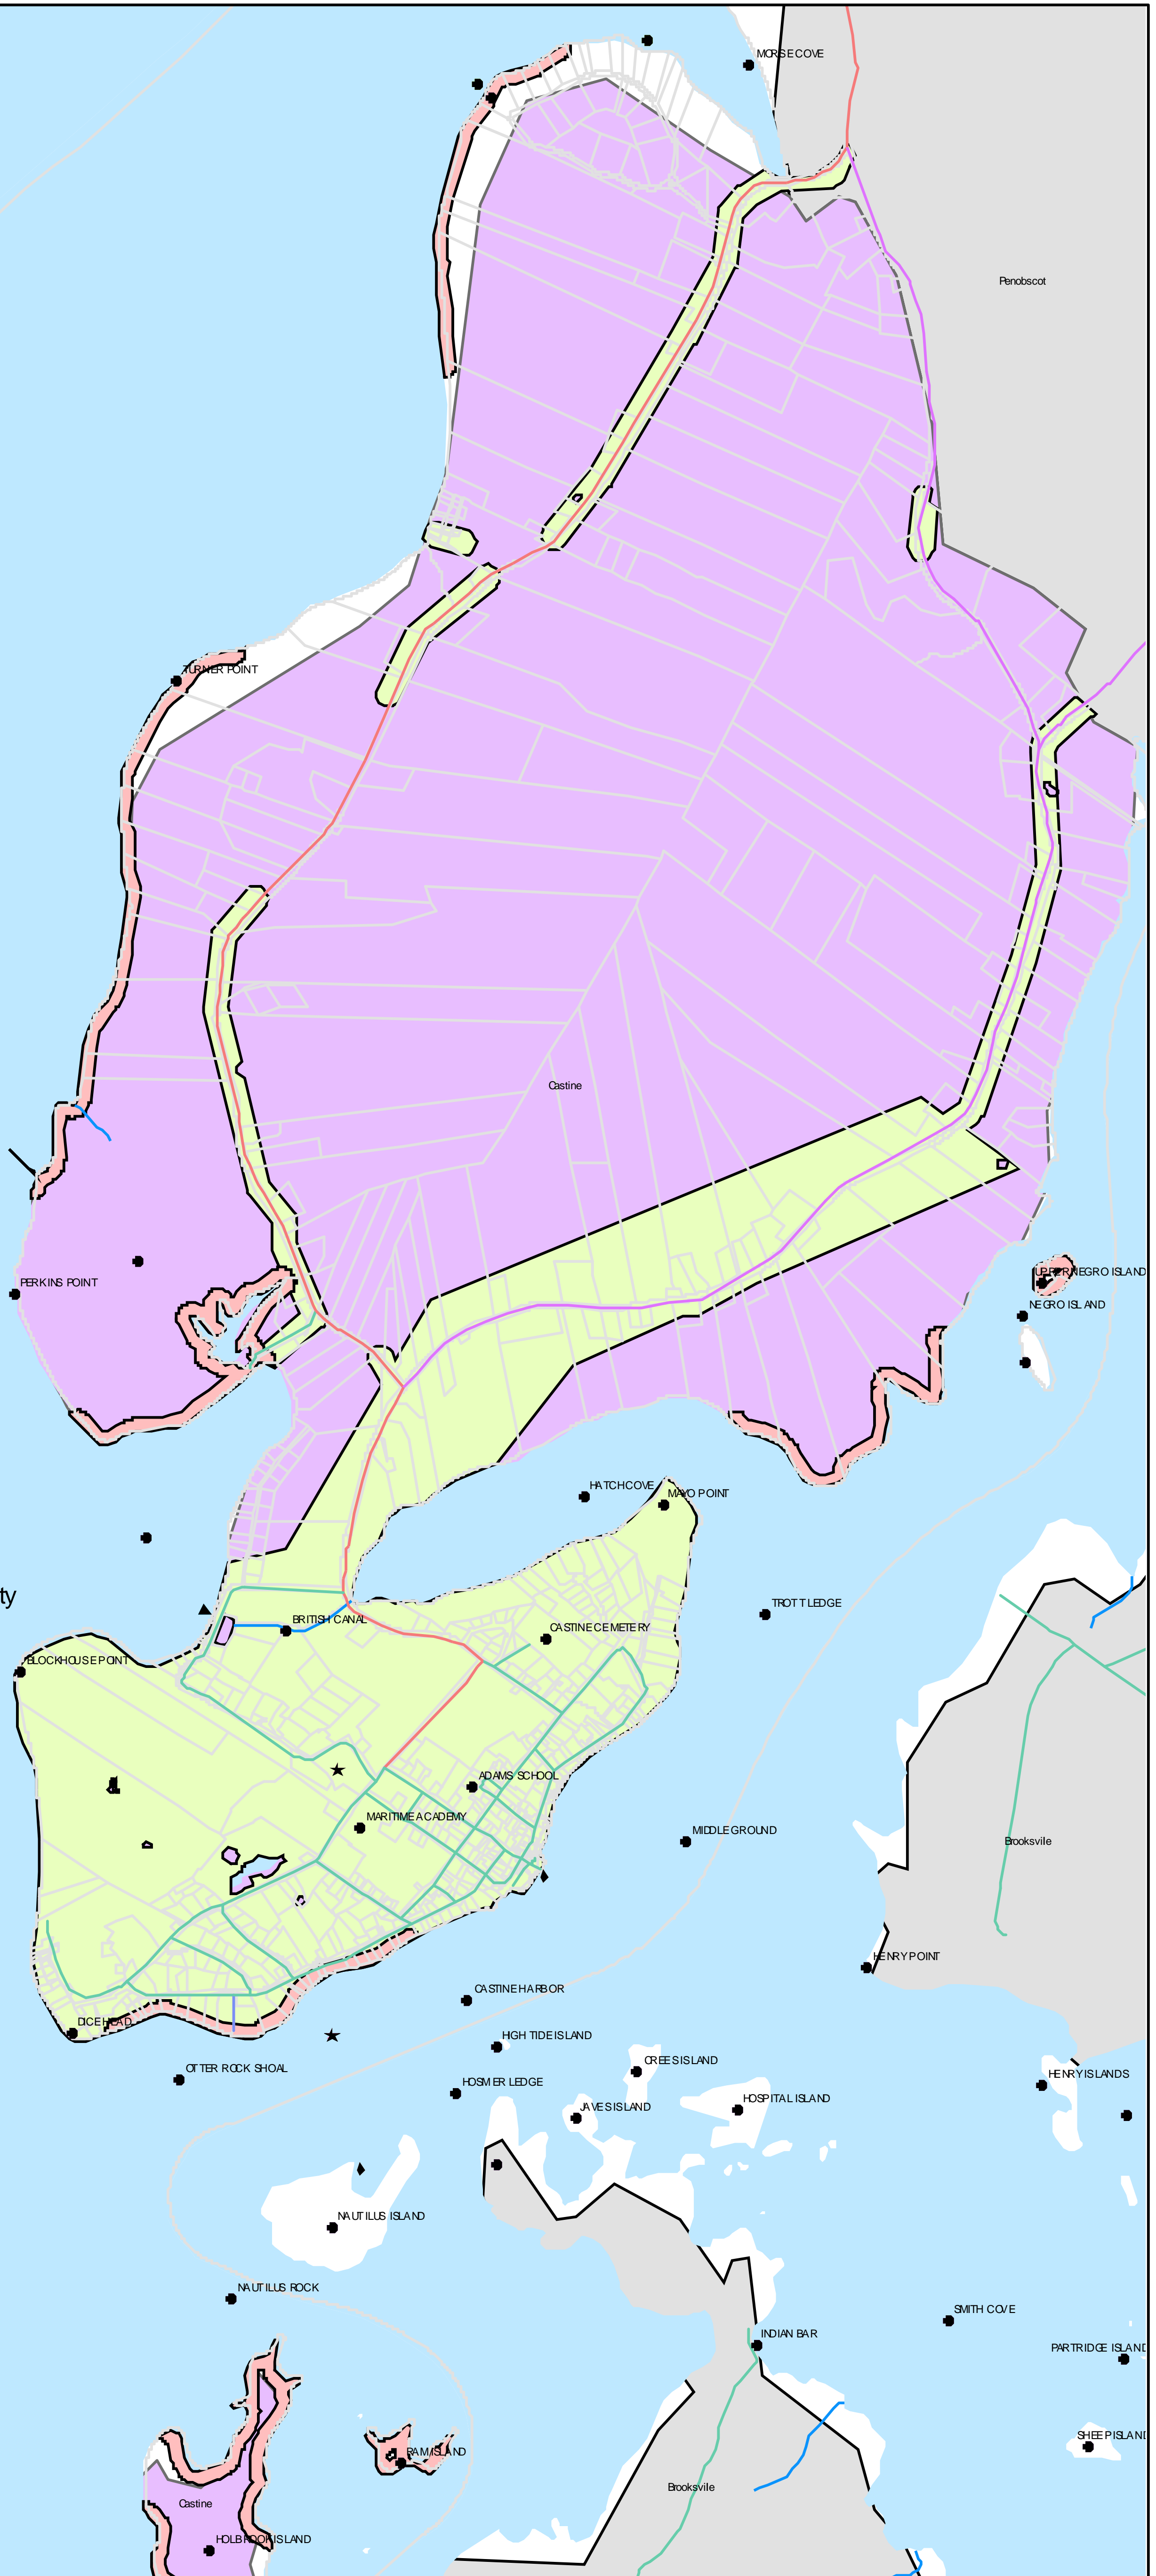 MORSE COVE
Penobscot
TURNER POINT
Castine
PERKINS POINT
UPPER NEGRO ISLAND
NEGRO ISLAND
HATCH COVE
MAYO POINT
ty
TROTT LEDGE
BRITISH CANAL
CASTINE CEMETERY
BLOCKHOUSE POINT
ADAMS SCHOOL
MARITIME ACADEMY
MIDDLE GROUND
Brooksville
HENRY POINT
CASTINE HARBOR
DICE HEAD
HIGH TIDE ISLAND
OTTER ROCK SHOAL
CREES ISLAND
HENRY ISLANDS
HOSMER LEDGE
HOSPITAL ISLAND
JAVES ISLAND
NAUTILUS ISLAND
NAUTILUS ROCK
SMITH COVE
INDIAN BAR
PARTRIDGE ISLAND
SHEEP ISLAND
RAM ISLAND
Brooksville
Castine
HOLBROOK ISLAND